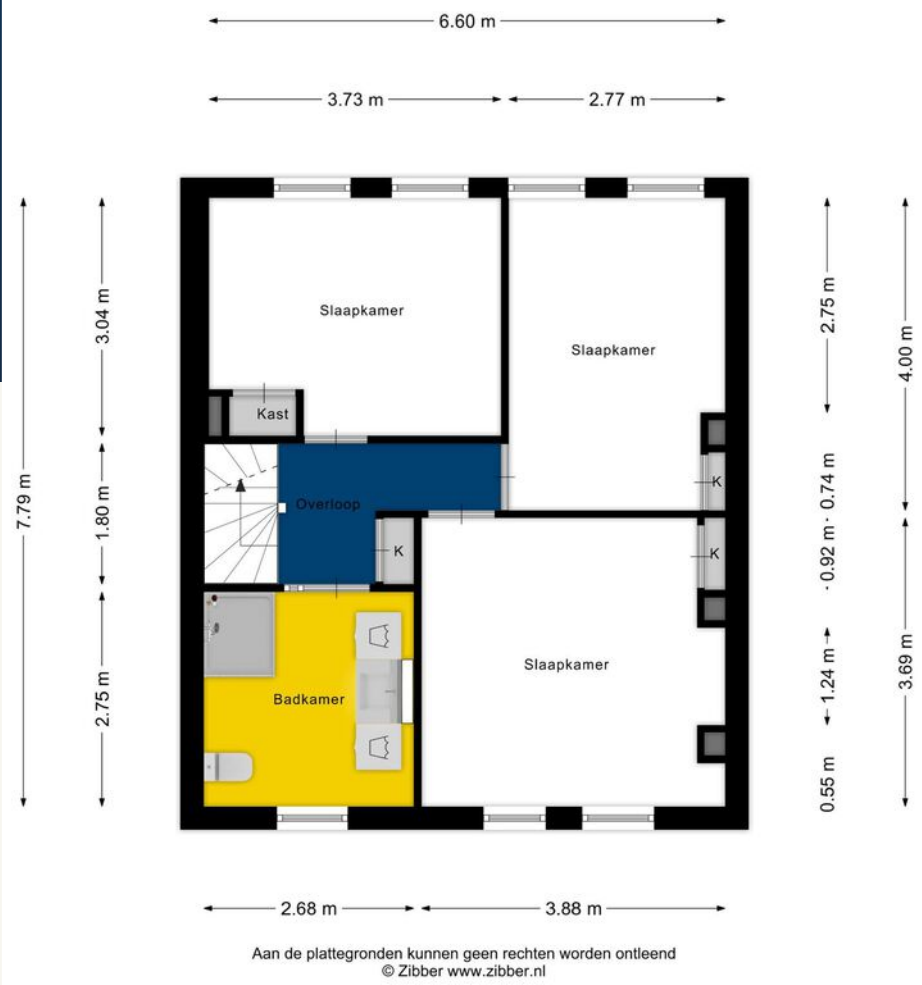 6.60 m
3.73 m
2.77 m
7.79 m
3.04 m
1.80 m
2.75 m
2.75 m
0.74 m
0.92 m
1.24 m
0.55 m
4.00 m
3.69 m
Slaapkamer
Slaapkamer
Kast
K
Overloop
K
K
Slaapkamer
Badkamer
2.68 m
3.88 m
Aan de plattegronden kunnen geen rechten worden ontleend
© Zibber www.zibber.nl